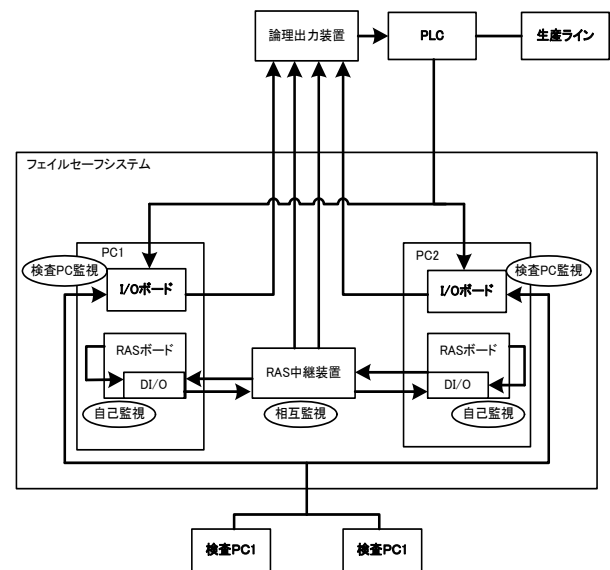 論理出力装置
PLC
生産ライン
フェイルセーフシステム
PC1
PC2
検査PC監視
I/Oボード
I/Oボード
検査PC監視
RASボード
DI/O
自己監視
RAS中継装置
相互監視
RASボード
DI/O
自己監視
検査PC1
検査PC1